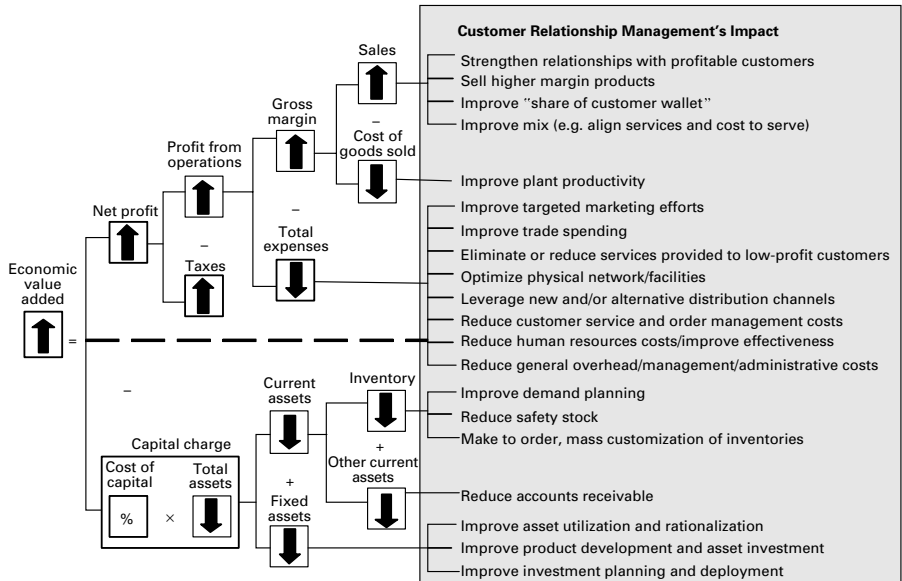 Customer Relationship Management's Impact
Sales
Strengthen relationships with profitable customers
Sell higher margin products
Improve "share of customer wallet"
Improve mix (e.g. align services and cost to serve)
Gross
margin
–
Cost of
goods sold
Improve plant productivity
Profit from
operations
–
Total
expenses
Improve targeted marketing efforts
Improve trade spending
Eliminate or reduce services provided to low-profit customers
Optimize physical network/facilities
Leverage new and/or alternative distribution channels
Reduce customer service and order management costs
Reduce human resources costs/improve effectiveness
Reduce general overhead/management/administrative costs
Net profit
–
Taxes
Economic
value
added
=
–
Capital charge
Cost of
capital
%
×
Total
assets
Current
assets
+
Fixed
assets
Inventory
+
Other current
assets
Improve demand planning
Reduce safety stock
Make to order, mass customization of inventories
Reduce accounts receivable
Improve asset utilization and rationalization
Improve product development and asset investment
Improve investment planning and deployment